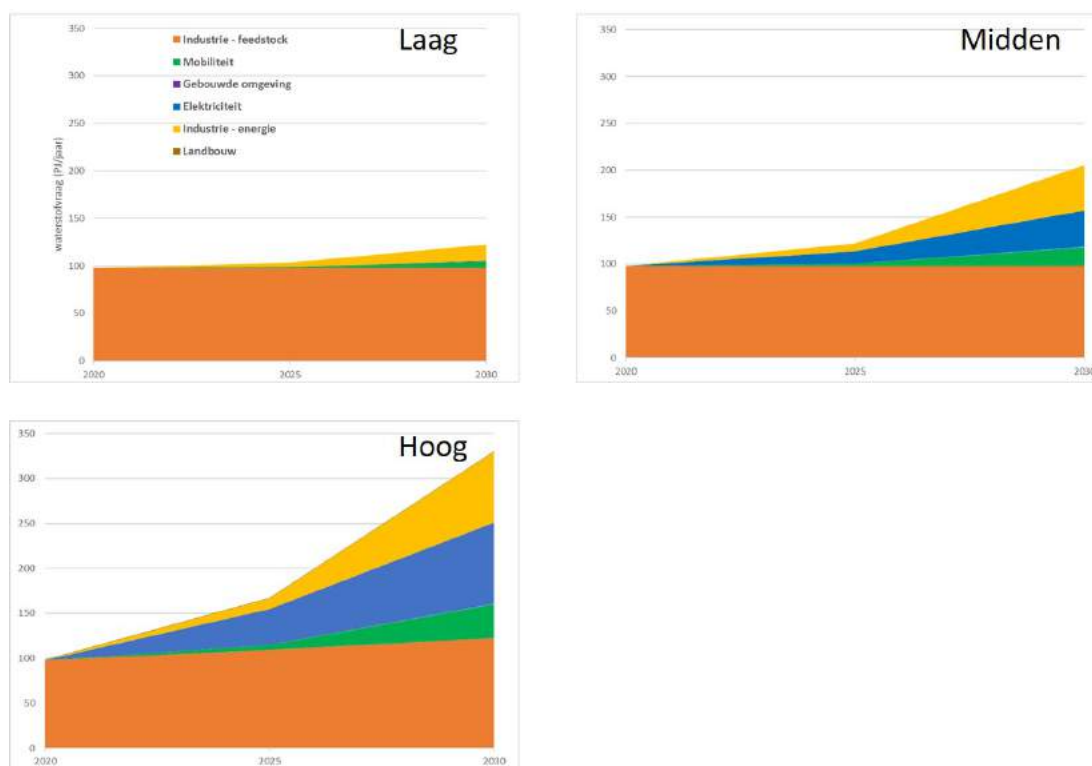 Laag
350
300
250
200
150
100
50
0
waterstofvraag (PJ/jaar)
Industrie - feedstock
Mobiliteit
Gebouwde omgeving
Elektriciteit
Industrie - energie
Landbouw
2020 2025 2030
Midden
350
300
250
200
150
100
50
0
2020 2025 2030
Hoog
350
300
250
200
150
100
50
0
2020 2025 2030